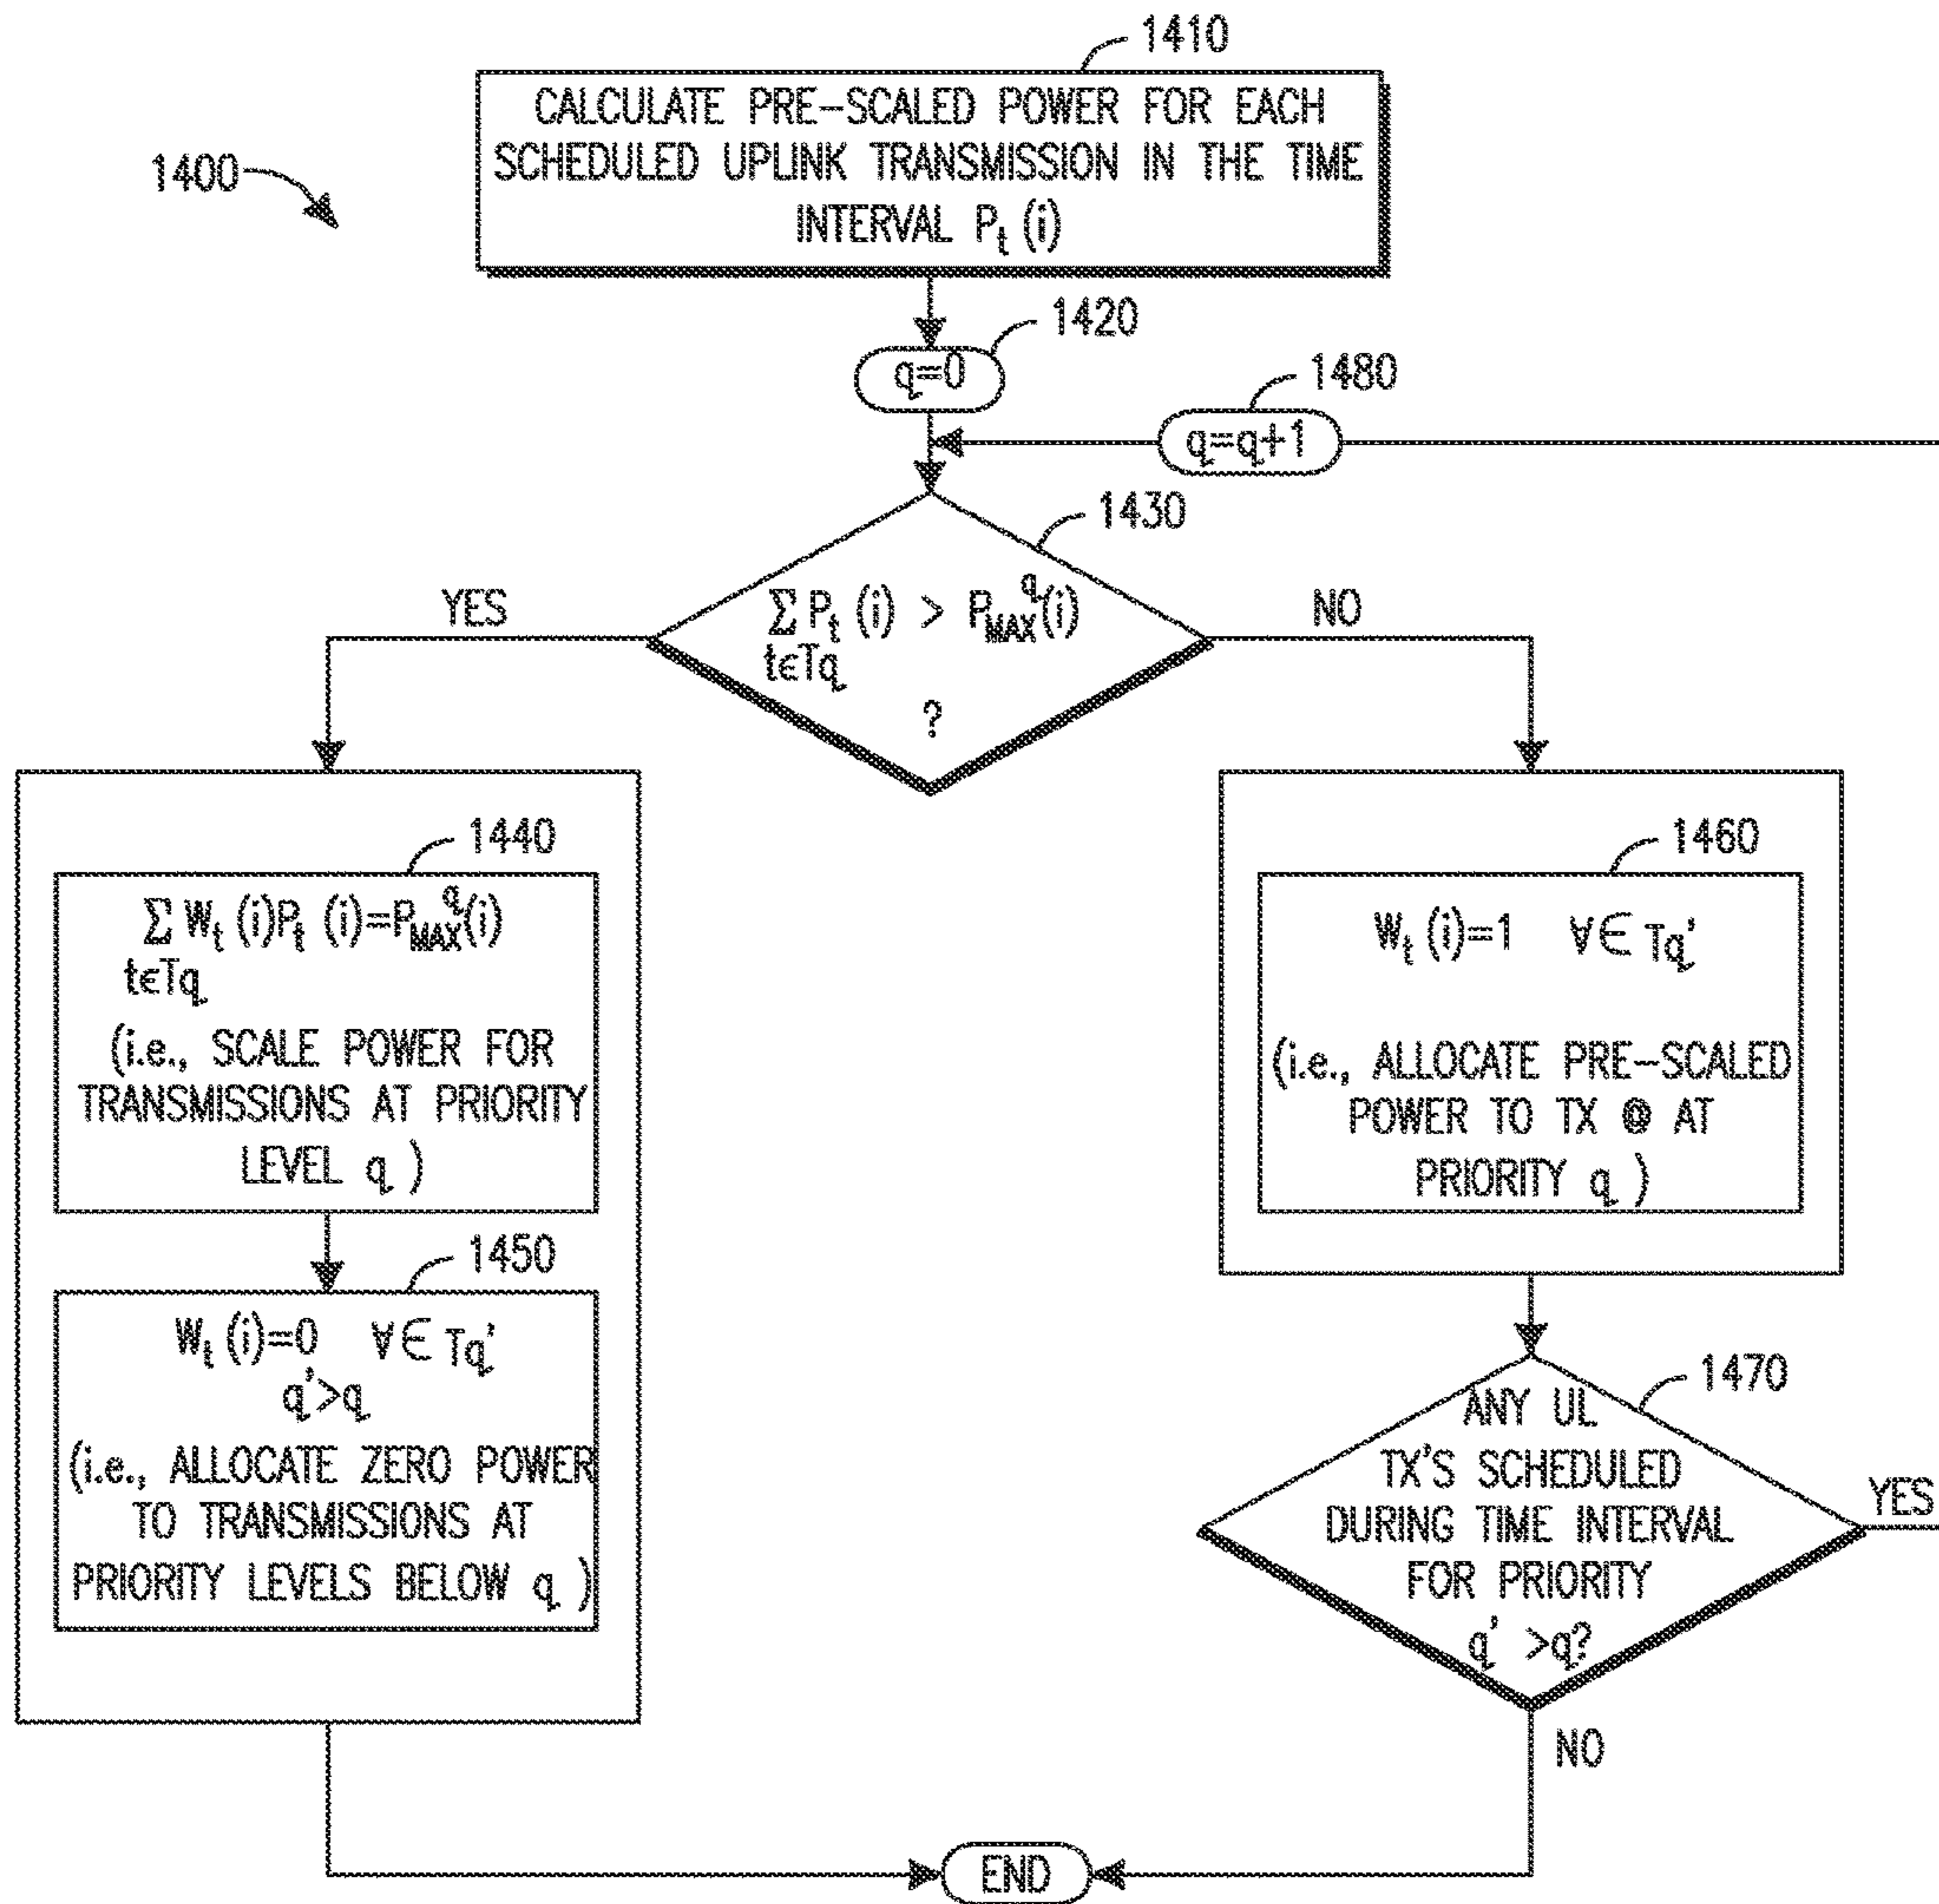 1410
CALCULATE PRE-SCALED POWER FOR EACH
SCHEDULED UPLINK TRANSMISSION IN THE TIME
INTERVAL Pt (i)
1400
1420
q=0
1480
q=q+1
1430
Σ Pt (i) > P^q_MAX(i)
t∈Tq
?
YES
NO
1440
Σ Wt (i)Pt (i)=P^q_MAX(i)
t∈Tq
(i.e., SCALE POWER FOR
TRANSMISSIONS AT PRIORITY
LEVEL q )
1450
Wt (i)=0 ∀∈ Tq'
q'>q
(i.e., ALLOCATE ZERO POWER
TO TRANSMISSIONS AT
PRIORITY LEVELS BELOW q )
1460
Wt (i)=1 ∀∈ Tq'
(i.e., ALLOCATE PRE-SCALED
POWER TO TX @ AT
PRIORITY q )
1470
ANY UL
TX'S SCHEDULED
DURING TIME INTERVAL
FOR PRIORITY
q' >q?
YES
NO
END